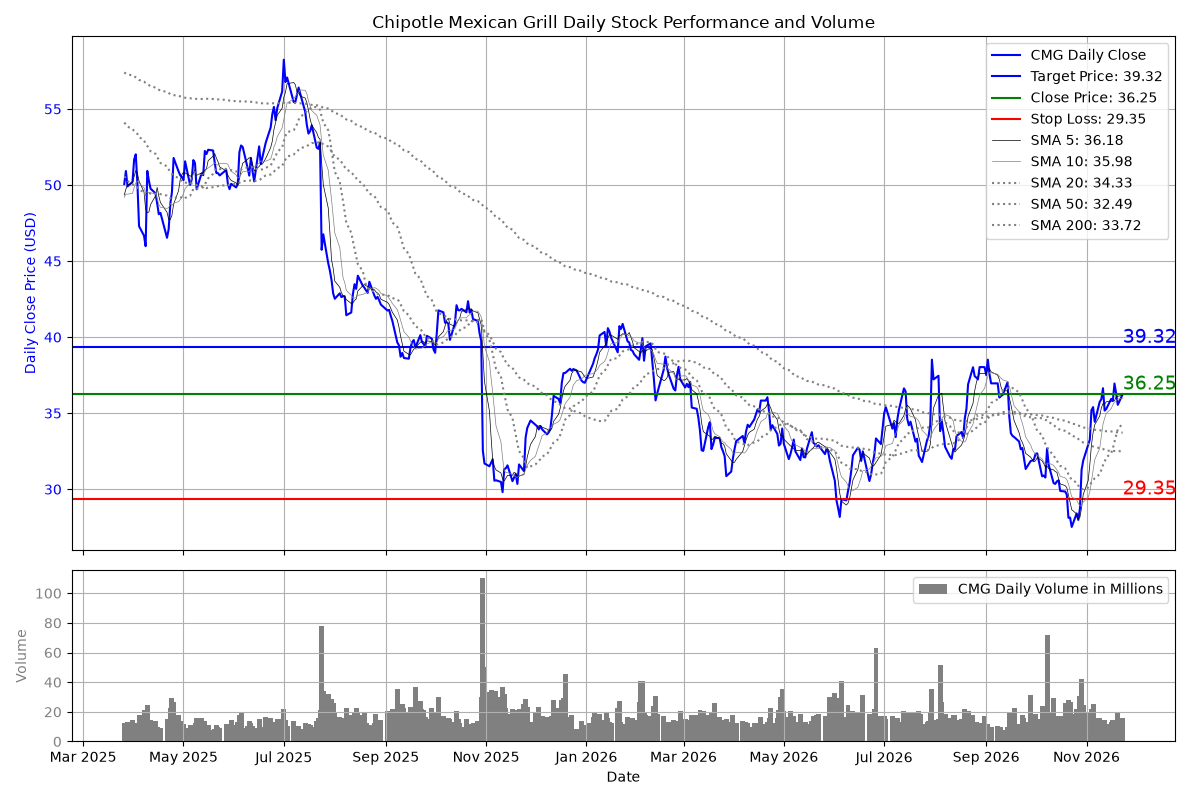 Chipotle Mexican Grill Daily Stock Performance and Volume
CMG Daily Close
Target Price: 39.32
Close Price: 36.25
Stop Loss: 29.35
SMA 5: 36.18
SMA 10: 35.98
SMA 20: 34.33
SMA 50: 32.49
SMA 200: 33.72
Daily Close Price (USD)
55
50
45
40
35
30
39.32
36.25
29.35
CMG Daily Volume in Millions
Volume
100
80
60
40
20
0
Mar 2025
May 2025
Jul 2025
Sep 2025
Nov 2025
Jan 2026
Mar 2026
May 2026
Jul 2026
Sep 2026
Nov 2026
Date